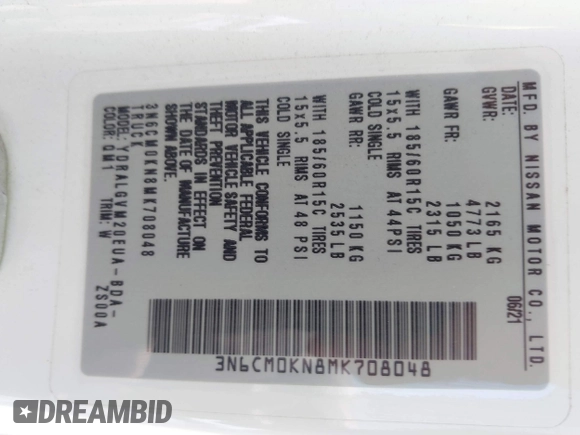 MFD. BY NISSAN MOTOR CO., LTD.
DATE: 06/21
GVWR: 2165 KG
4773 LB
GAWR FR: 1050 KG
2315 LB
WITH 185/60R15C TIRES
15x5.5 RIMS AT 44PSI
COLD SINGLE
GAWR RR: 1150 KG
2535 LB
WITH 185/60R15C TIRES
15x5.5 RIMS AT 48 PSI
COLD SINGLE
THIS VEHICLE CONFORMS TO
ALL APPLICABLE FEDERAL
MOTOR VEHICLE SAFETY AND
THEFT PREVENTION
STANDARDS IN EFFECT ON
THE DATE OF MANUFACTURE
SHOWN ABOVE.
3N6CM0KN8MK708048
TRUCK
MODEL: YDRALGVM20EUA-BDA-
ZS00A
COLOR: QM1 TRIM: W
3N6CM0KN8MK708048
DREAMBID